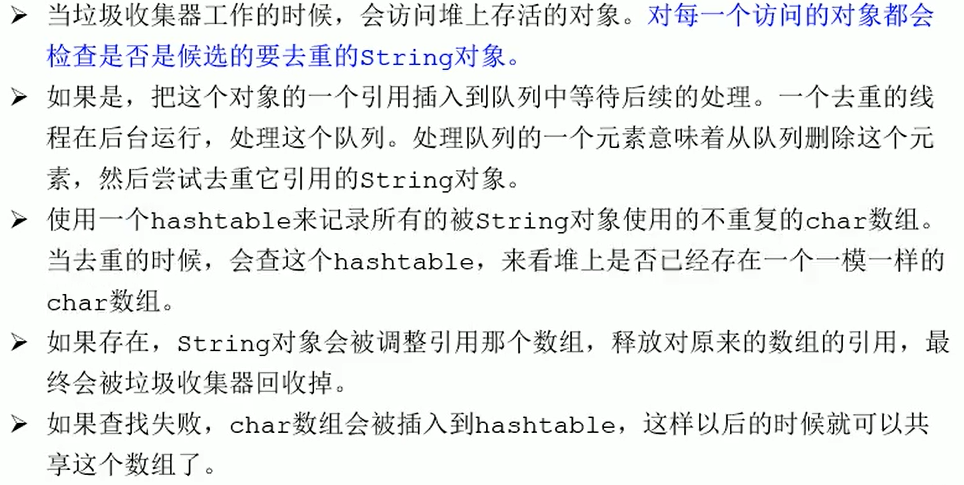 ➢ 当垃圾收集器工作的时候，会访问堆上存活的对象。对每一个访问的对象都会
检查是否是候选的要去重的String对象。
➢ 如果是，把这个对象的一个引用插入到队列中等待后续的处理。一个去重的线
程在后台运行，处理这个队列。处理队列的一个元素意味着从队列删除这个元
素，然后尝试去重它引用的String对象。
➢ 使用一个hashtable来记录所有的被String对象使用的不重复的char数组。
当去重的时候，会查这个hashtable，来看堆上是否已经存在一个一模一样的
char数组。
➢ 如果存在，String对象会被调整引用那个数组，释放对原来的数组的引用，最
终会被垃圾收集器回收掉。
➢ 如果查找失败，char数组会被插入到hashtable，这样以后的时候就可以共
享这个数组了。